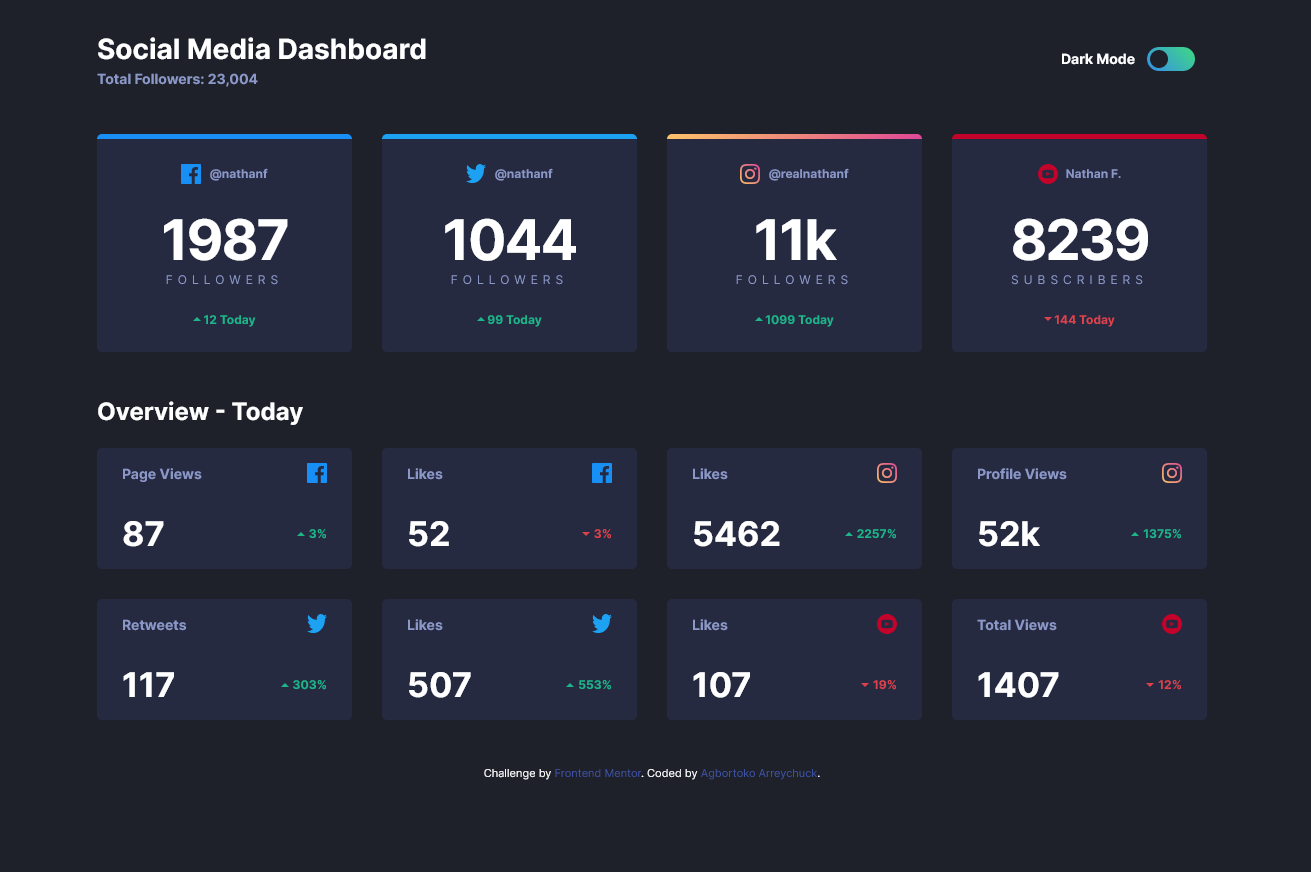 Social Media Dashboard
Total Followers: 23,004
Dark Mode
@nathanf
1987
FOLLOWERS
12 Today
@nathanf
1044
FOLLOWERS
99 Today
@realnathanf
11k
FOLLOWERS
1099 Today
Nathan F.
8239
SUBSCRIBERS
144 Today
Overview - Today
Page Views
87
3%
Likes
52
3%
Likes
5462
2257%
Profile Views
52k
1375%
Retweets
117
303%
Likes
507
553%
Likes
107
19%
Total Views
1407
12%
Challenge by Frontend Mentor. Coded by Agbortoko Arreychuck.